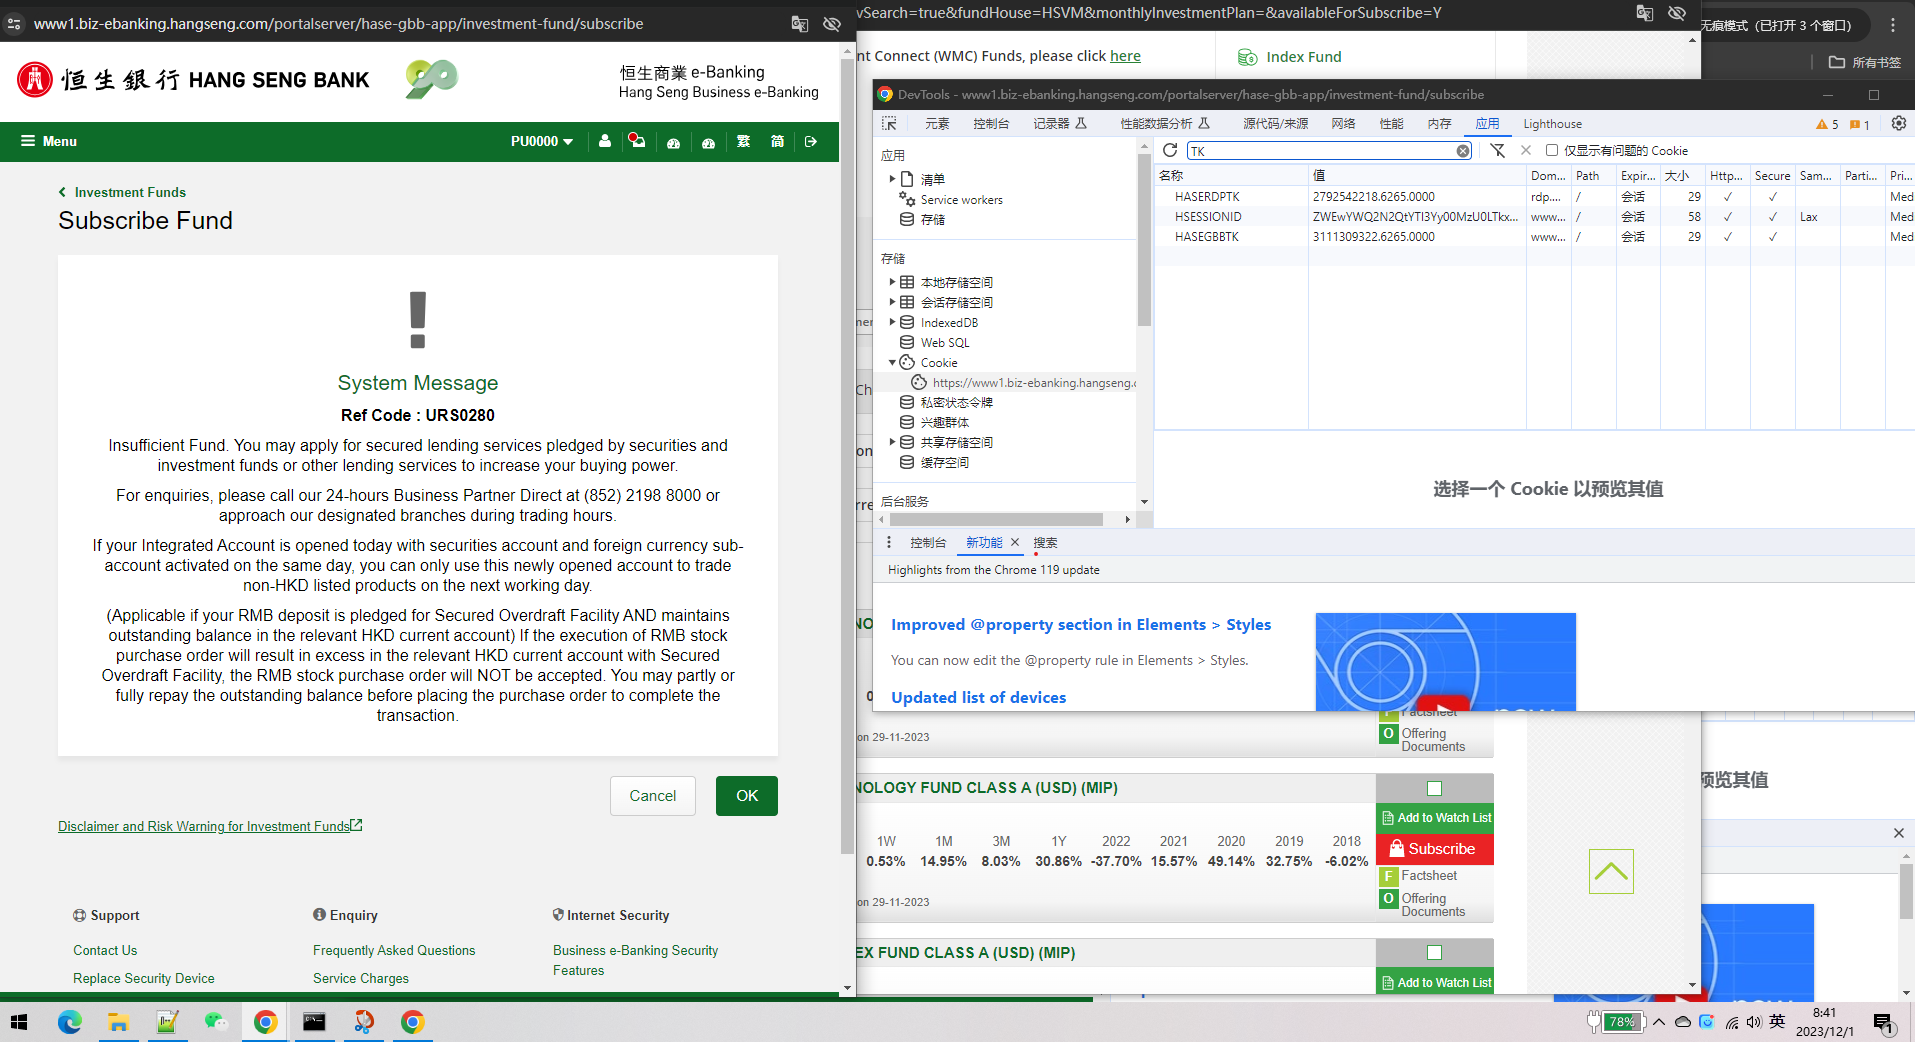 www1.biz-ebanking.hangseng.com/portalserver/hase-gbb-app/investment-fund/subscribe
恒生銀行 HANG SENG BANK
90
恒生商業 e-Banking
Hang Seng Business e-Banking
Menu
PU0000
繁
简
Investment Funds
Subscribe Fund
System Message
Ref Code : URS0280
Insufficient Fund. You may apply for secured lending services pledged by securities and
investment funds or other lending services to increase your buying power.
For enquiries, please call our 24-hours Business Partner Direct at (852) 2198 8000 or
approach our designated branches during trading hours.
If your Integrated Account is opened today with securities account and foreign currency sub-
account activated on the same day, you can only use this newly opened account to trade
non-HKD listed products on the next working day.
(Applicable if your RMB deposit is pledged for Secured Overdraft Facility AND maintains
outstanding balance in the relevant HKD current account) If the execution of RMB stock
purchase order will result in excess in the relevant HKD current account with Secured
Overdraft Facility, the RMB stock purchase order will NOT be accepted. You may partly or
fully repay the outstanding balance before placing the purchase order to complete the
transaction.
Cancel
OK
Disclaimer and Risk Warning for Investment Funds
Support
Enquiry
Internet Security
Contact Us
Frequently Asked Questions
Business e-Banking Security
Features
Replace Security Device
Service Charges
vSearch=true&fundHouse=HSVM&monthlyInvestmentPlan=&availableForSubscribe=Y
无痕模式（已打开 3 个窗口）
所有书签
nt Connect (WMC) Funds, please click here
Index Fund
DevTools - www1.biz-ebanking.hangseng.com/portalserver/hase-gbb-app/investment-fund/subscribe
元素
控制台
记录器
性能数据分析
源代码/来源
网络
性能
内存
应用
Lighthouse
5
1
应用
清单
Service workers
存储
存储
本地存储空间
会话存储空间
IndexedDB
Web SQL
Cookie
https://www1.biz-ebanking.hangseng.c
私密状态令牌
兴趣群体
共享存储空间
缓存空间
后台服务
TK
仅显示有问题的 Cookie
名称
值
Dom...
Path
Expir...
大小
Http...
Secure
Sam...
Parti...
Pri...
HASERDPTK
2792542218.6265.0000
rdp....
/
会话
29
✓
✓
Med
HSESSIONID
ZWEwYWQ2N2QtYTI3Yy00MzU0LTkx...
www...
/
会话
58
✓
✓
Lax
Med
HASEGBBTK
3111309322.6265.0000
www...
/
会话
29
✓
✓
Med
选择一个 Cookie 以预览其值
控制台
新功能
搜索
Highlights from the Chrome 119 update
Improved @property section in Elements > Styles
You can now edit the @property rule in Elements > Styles.
Updated list of devices
on 29-11-2023
Factsheet
O
Offering
Documents
NOLOGY FUND CLASS A (USD) (MIP)
Add to Watch List
Subscribe
1W
1M
3M
1Y
2022
2021
2020
2019
2018
0.53%
14.95%
8.03%
30.86%
-37.70%
15.57%
49.14%
32.75%
-6.02%
F
Factsheet
O
Offering
Documents
on 29-11-2023
EX FUND CLASS A (USD) (MIP)
Add to Watch List
预览其值
78%
英
8:41
2023/12/1
1